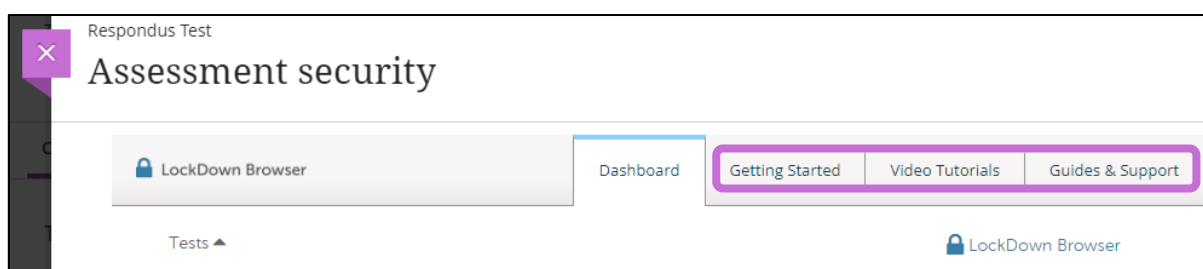 Respondus Test
Assessment security
LockDown Browser
Dashboard
Getting Started
Video Tutorials
Guides & Support
Tests
LockDown Browser